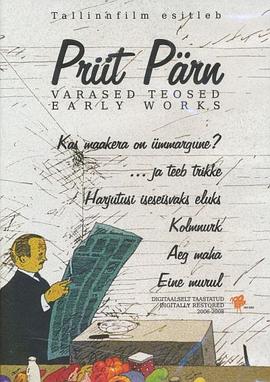 Tallinnfilm esitleb
Priit Pärn
VARASED TEOSED
EARLY WORKS
Kas maakera on ümmargune?
...ja teeb trikke
Harjutusi iseseisvaks eluks
Kolmnurk
Aeg maha
Eine murul
DIGITAALSELT TAASTATUD
DIGITALLY RESTORED
2006-2008